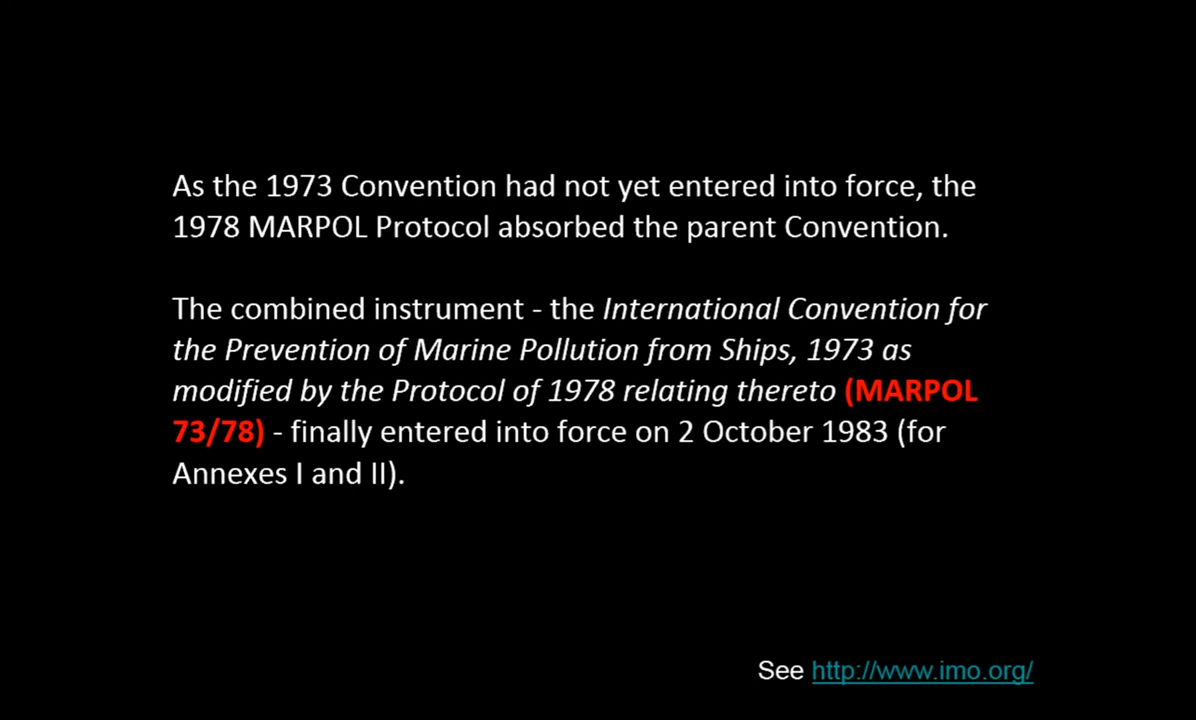 As the 1973 Convention had not yet entered into force, the
1978 MARPOL Protocol absorbed the parent Convention.
The combined instrument - the International Convention for
the Prevention of Marine Pollution from Ships, 1973 as
modified by the Protocol of 1978 relating thereto (MARPOL
73/78) - finally entered into force on 2 October 1983 (for
Annexes I and II).
See http://www.imo.org/